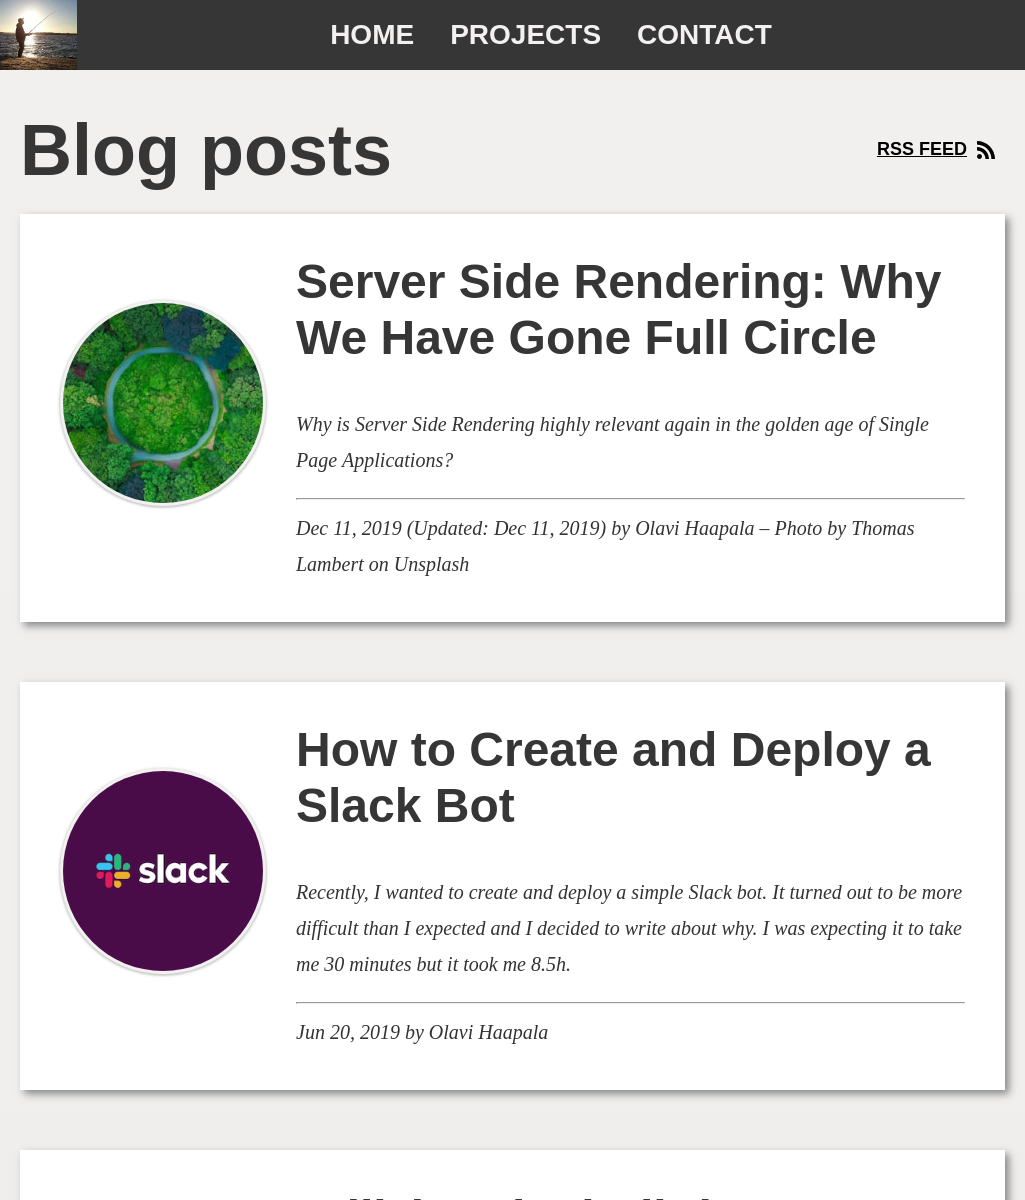 HOME PROJECTS CONTACT
Blog posts
RSS FEED
Server Side Rendering: Why
We Have Gone Full Circle
Why is Server Side Rendering highly relevant again in the golden age of Single
Page Applications?
Dec 11, 2019 (Updated: Dec 11, 2019) by Olavi Haapala – Photo by Thomas
Lambert on Unsplash
slack
How to Create and Deploy a
Slack Bot
Recently, I wanted to create and deploy a simple Slack bot. It turned out to be more
difficult than I expected and I decided to write about why. I was expecting it to take
me 30 minutes but it took me 8.5h.
Jun 20, 2019 by Olavi Haapala